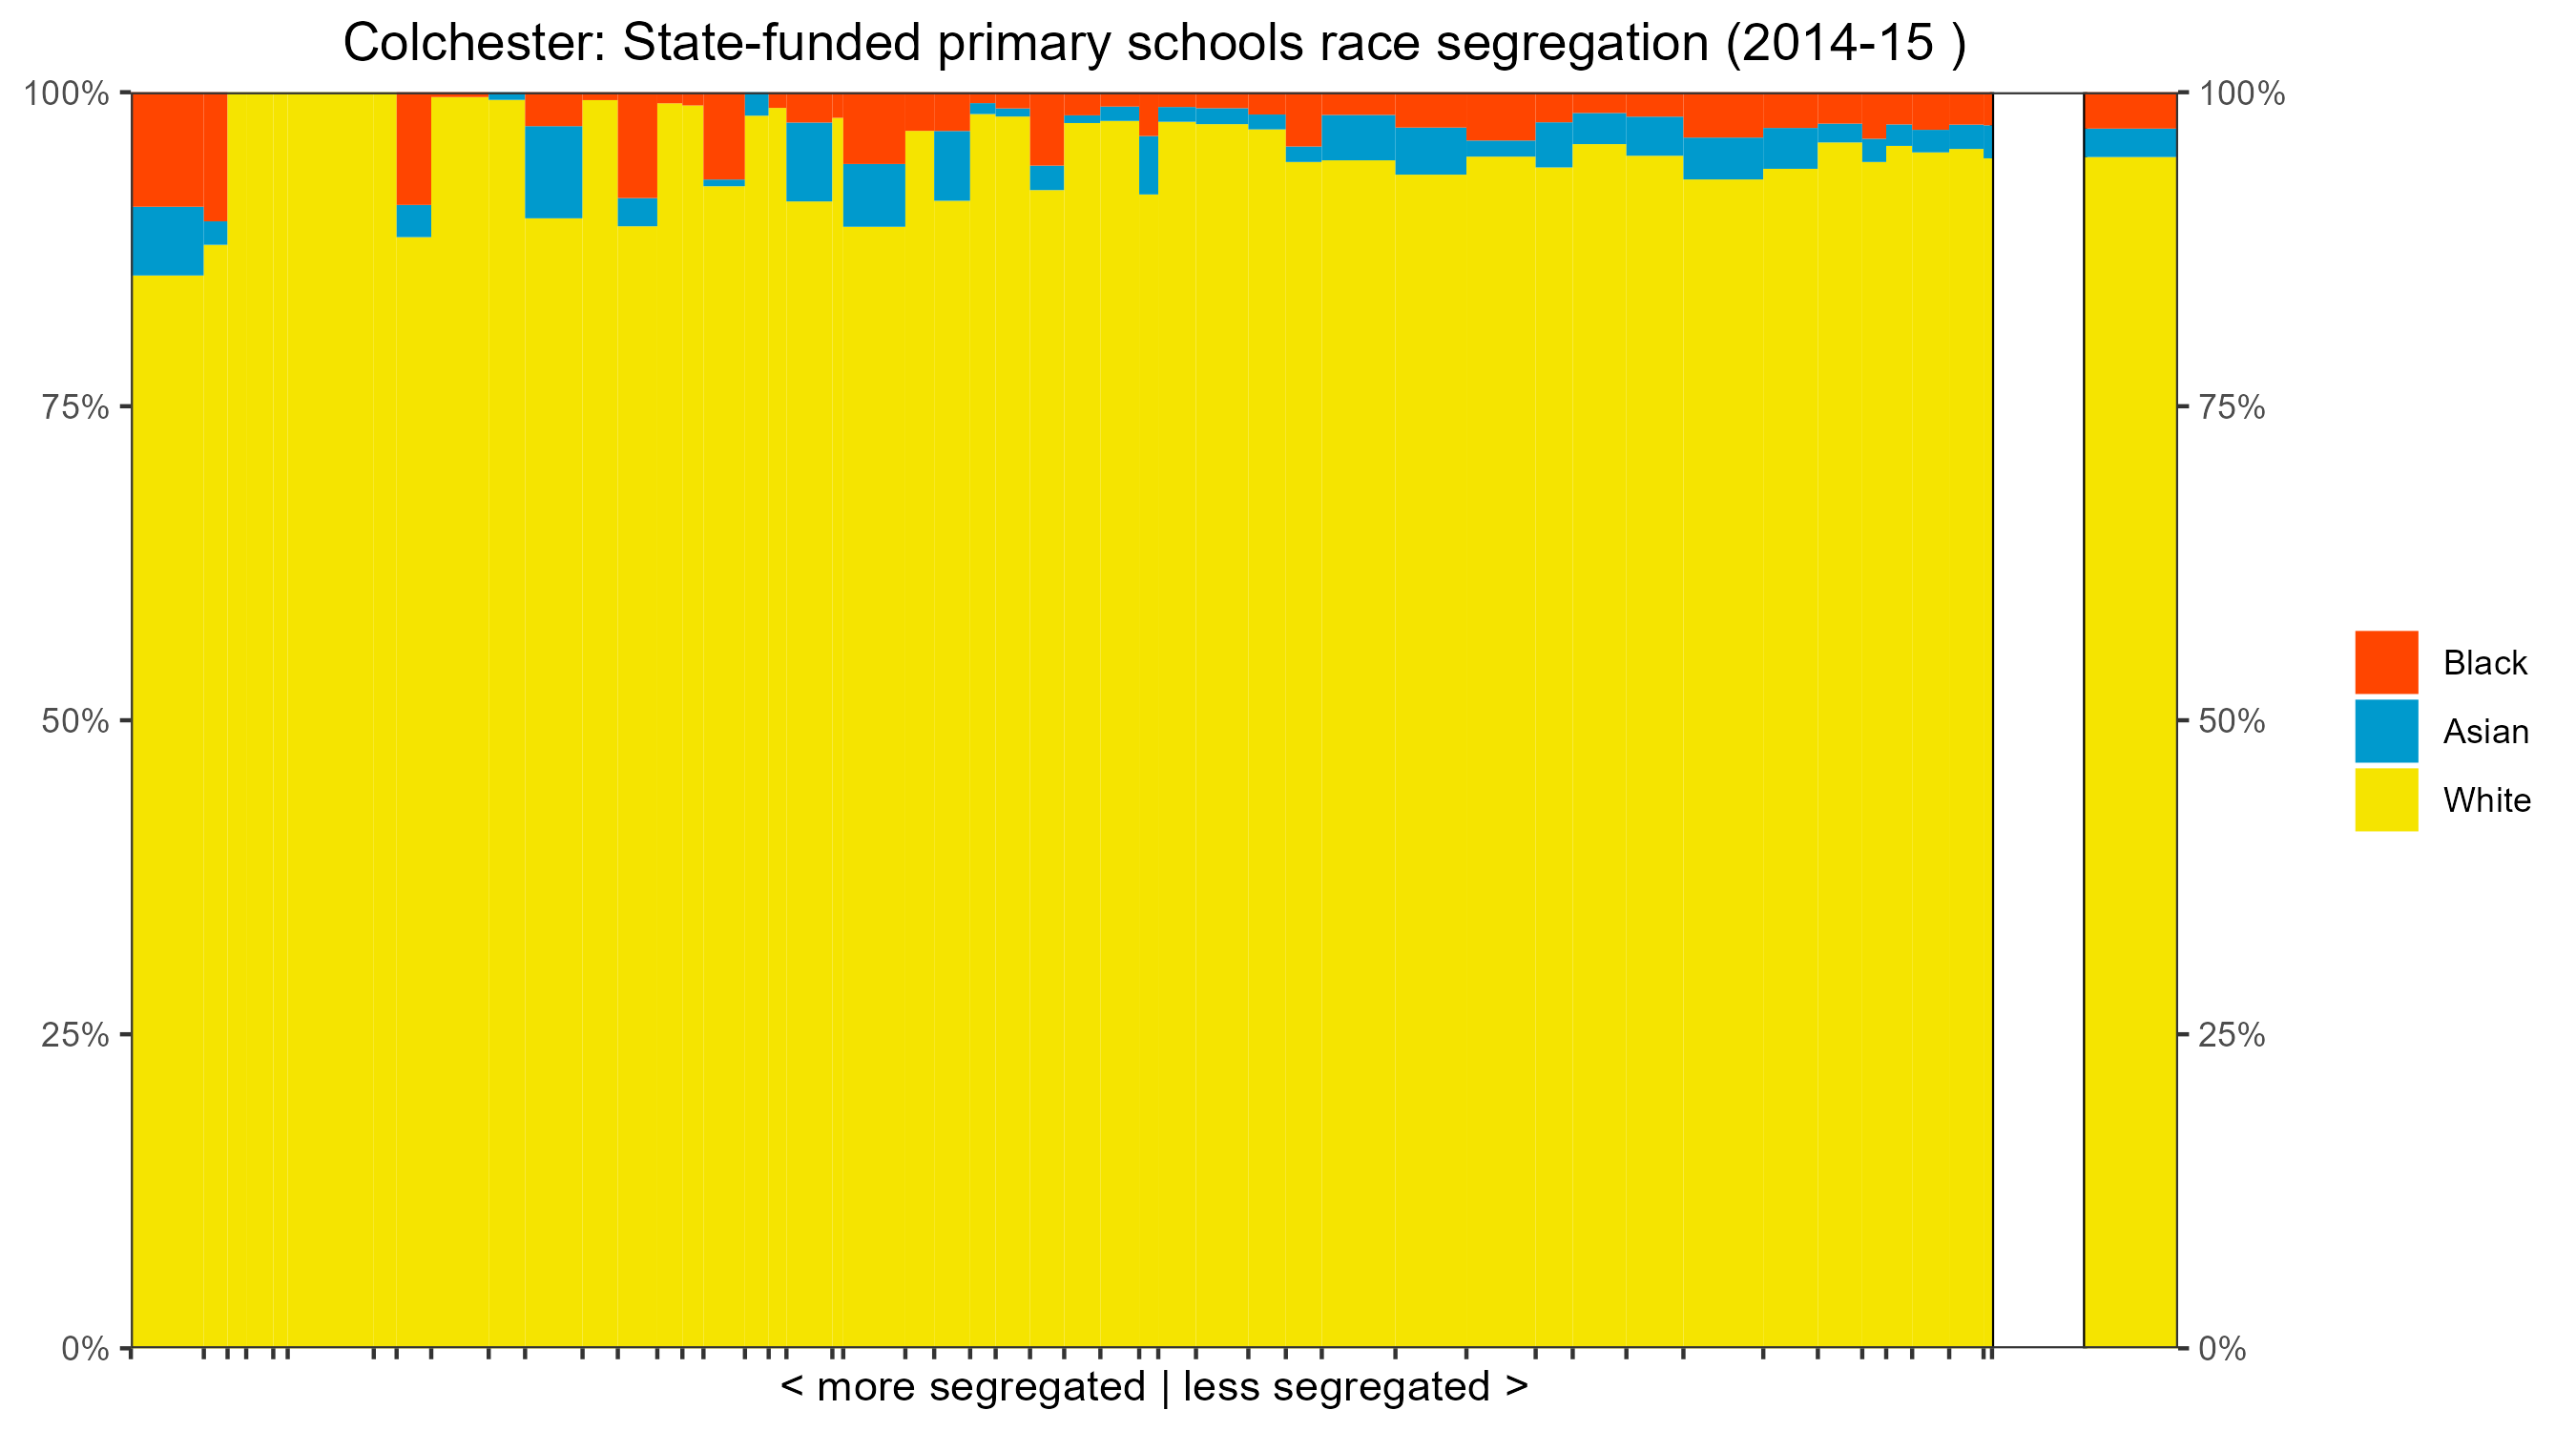 Colchester: State-funded primary schools race segregation (2014-15 )
100%
100%
75%
75%
50%
50%
25%
25%
0%
0%
Black
Asian
White
< more segregated | less segregated >